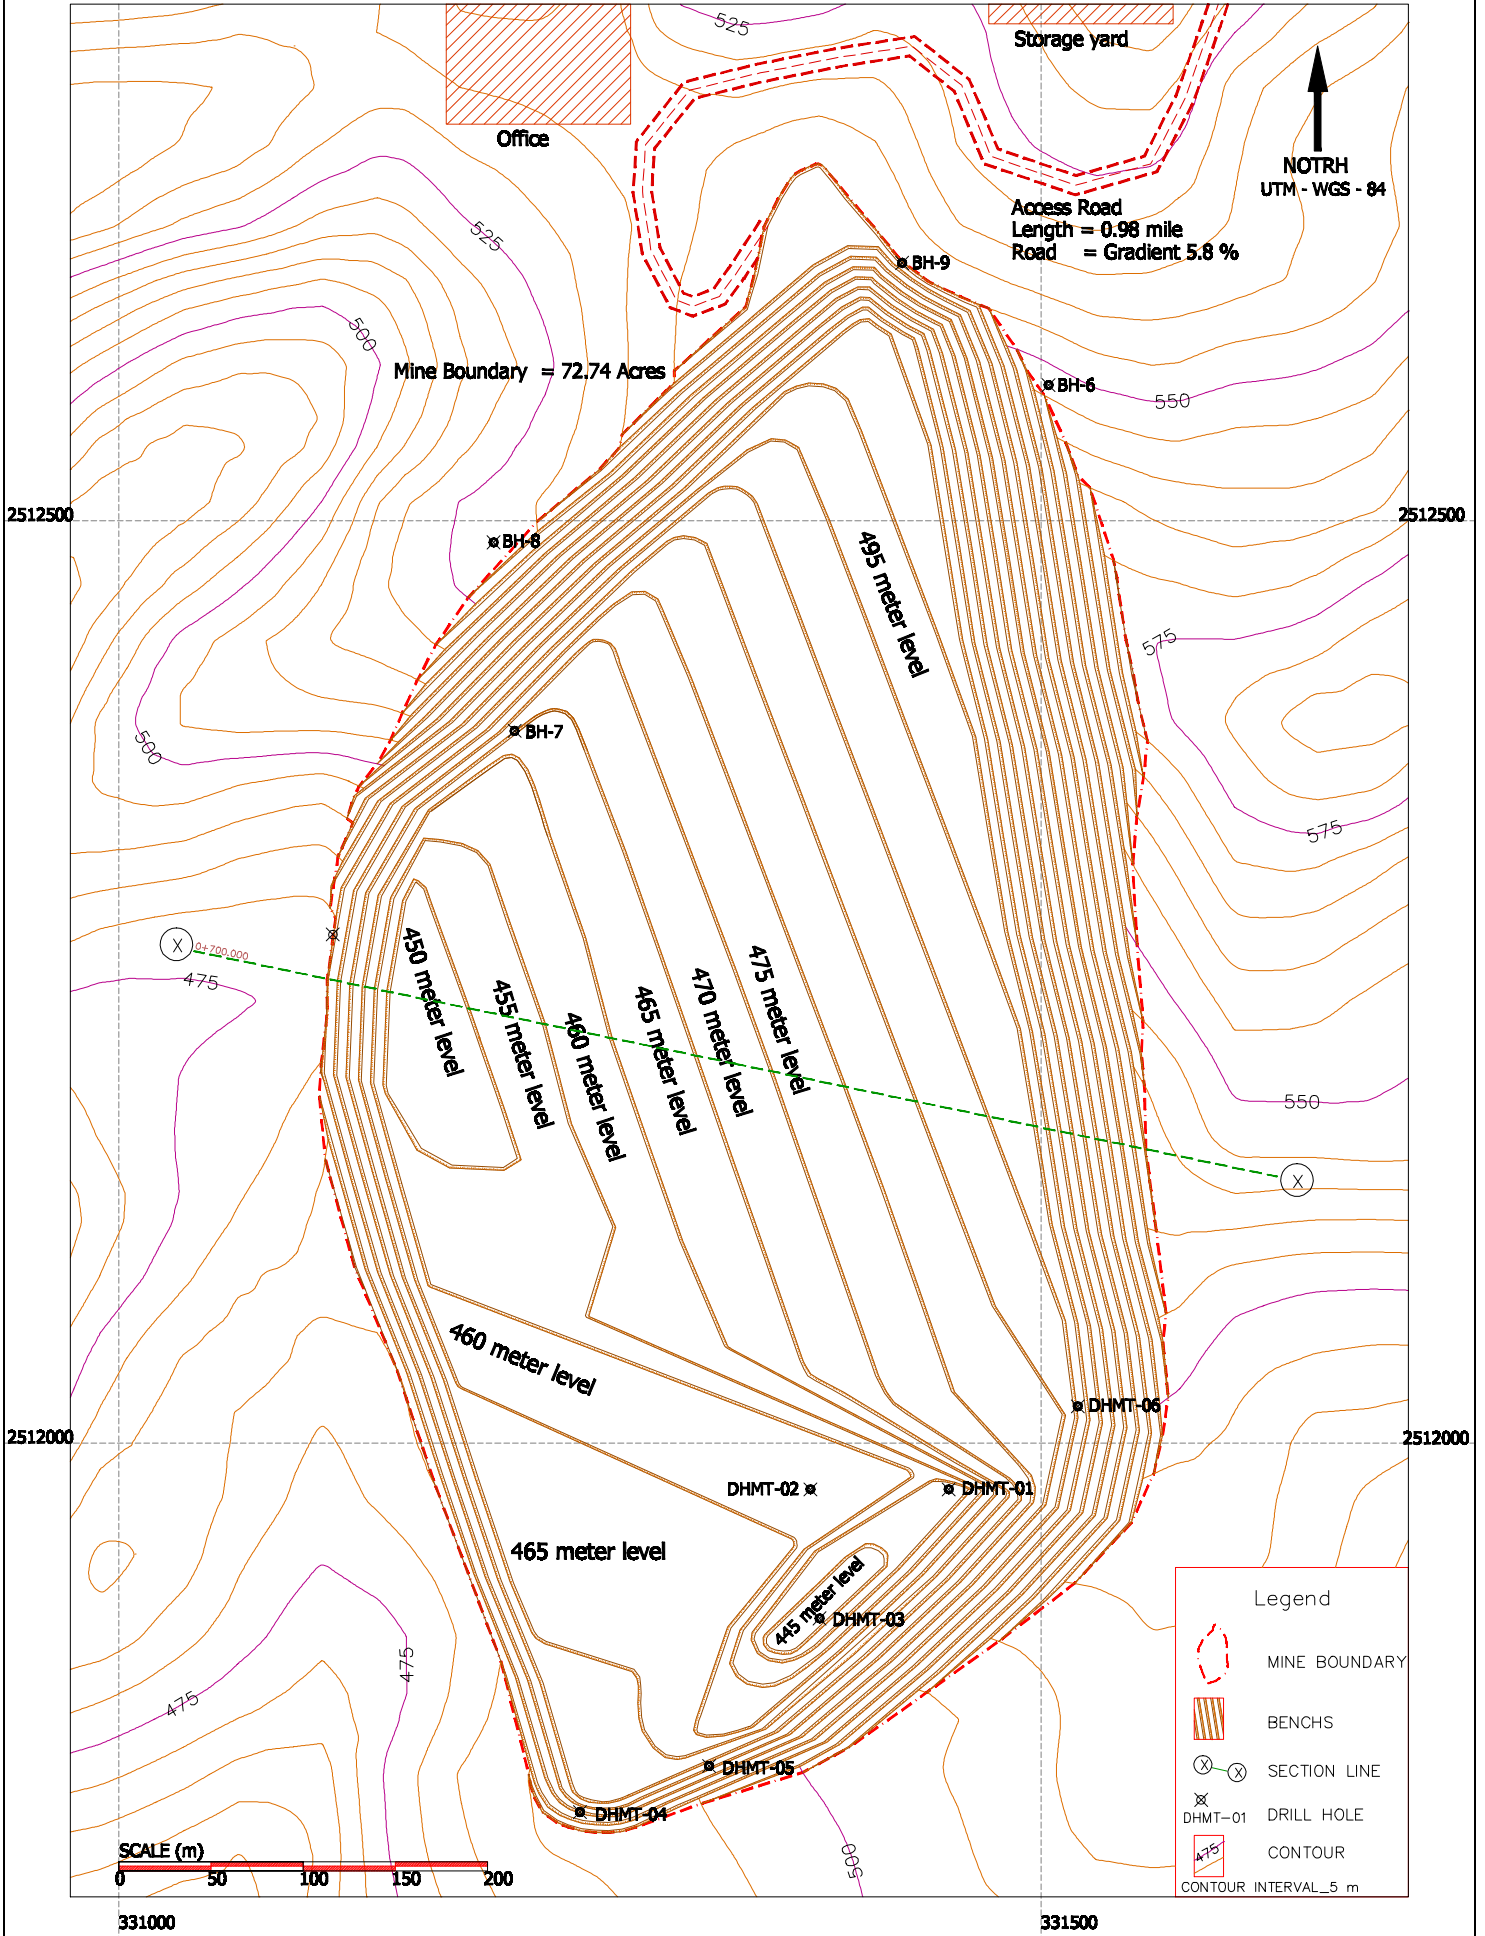 525
Storage yard
Office
NOTRH
UTM - WGS - 84
Access Road
Length = 0.98 mile
Road = Gradient 5.8 %
525
BH-9
500
Mine Boundary = 72.74 Acres
BH-6
550
2512500
2512500
BH-8
495 meter level
575
BH-7
500
575
0+700.000
X
475
450 meter level
455 meter level
460 meter level
465 meter level
470 meter level
475 meter level
550
X
460 meter level
DHMT-06
2512000
2512000
DHMT-02
DHMT-01
465 meter level
445 meter level
DHMT-03
475
475
DHMT-05
DHMT-04
500
Legend
MINE BOUNDARY
BENCHS
X
X
SECTION LINE
DHMT-01
DRILL HOLE
475
CONTOUR
CONTOUR INTERVAL_5 m
SCALE (m)
0 50 100 150 200
331000
331500